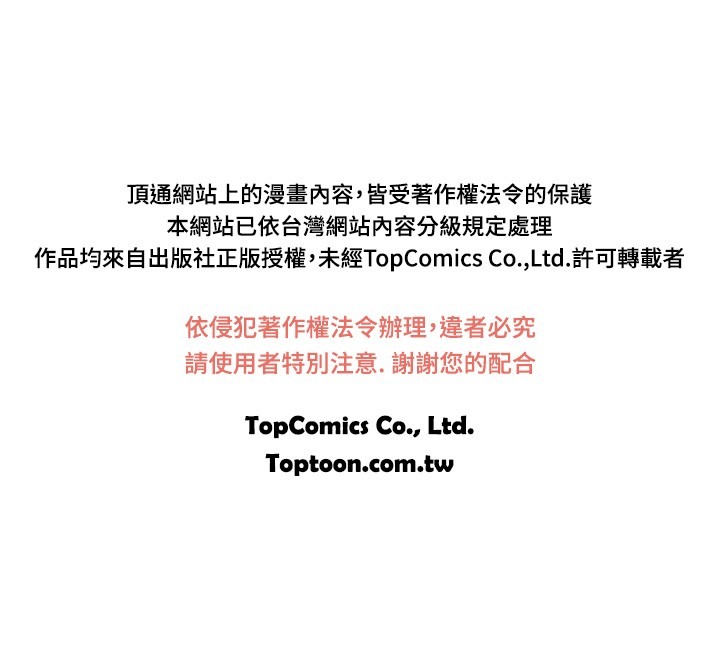 頂通網站上的漫畫內容，皆受著作權法令的保護
本網站已依台灣網站內容分級規定處理
作品均來自出版社正版授權，未經TopComics Co.,Ltd.許可轉載者
依侵犯著作權法令辦理，違者必究
請使用者特別注意. 謝謝您的配合
TopComics Co., Ltd.
Toptoon.com.tw